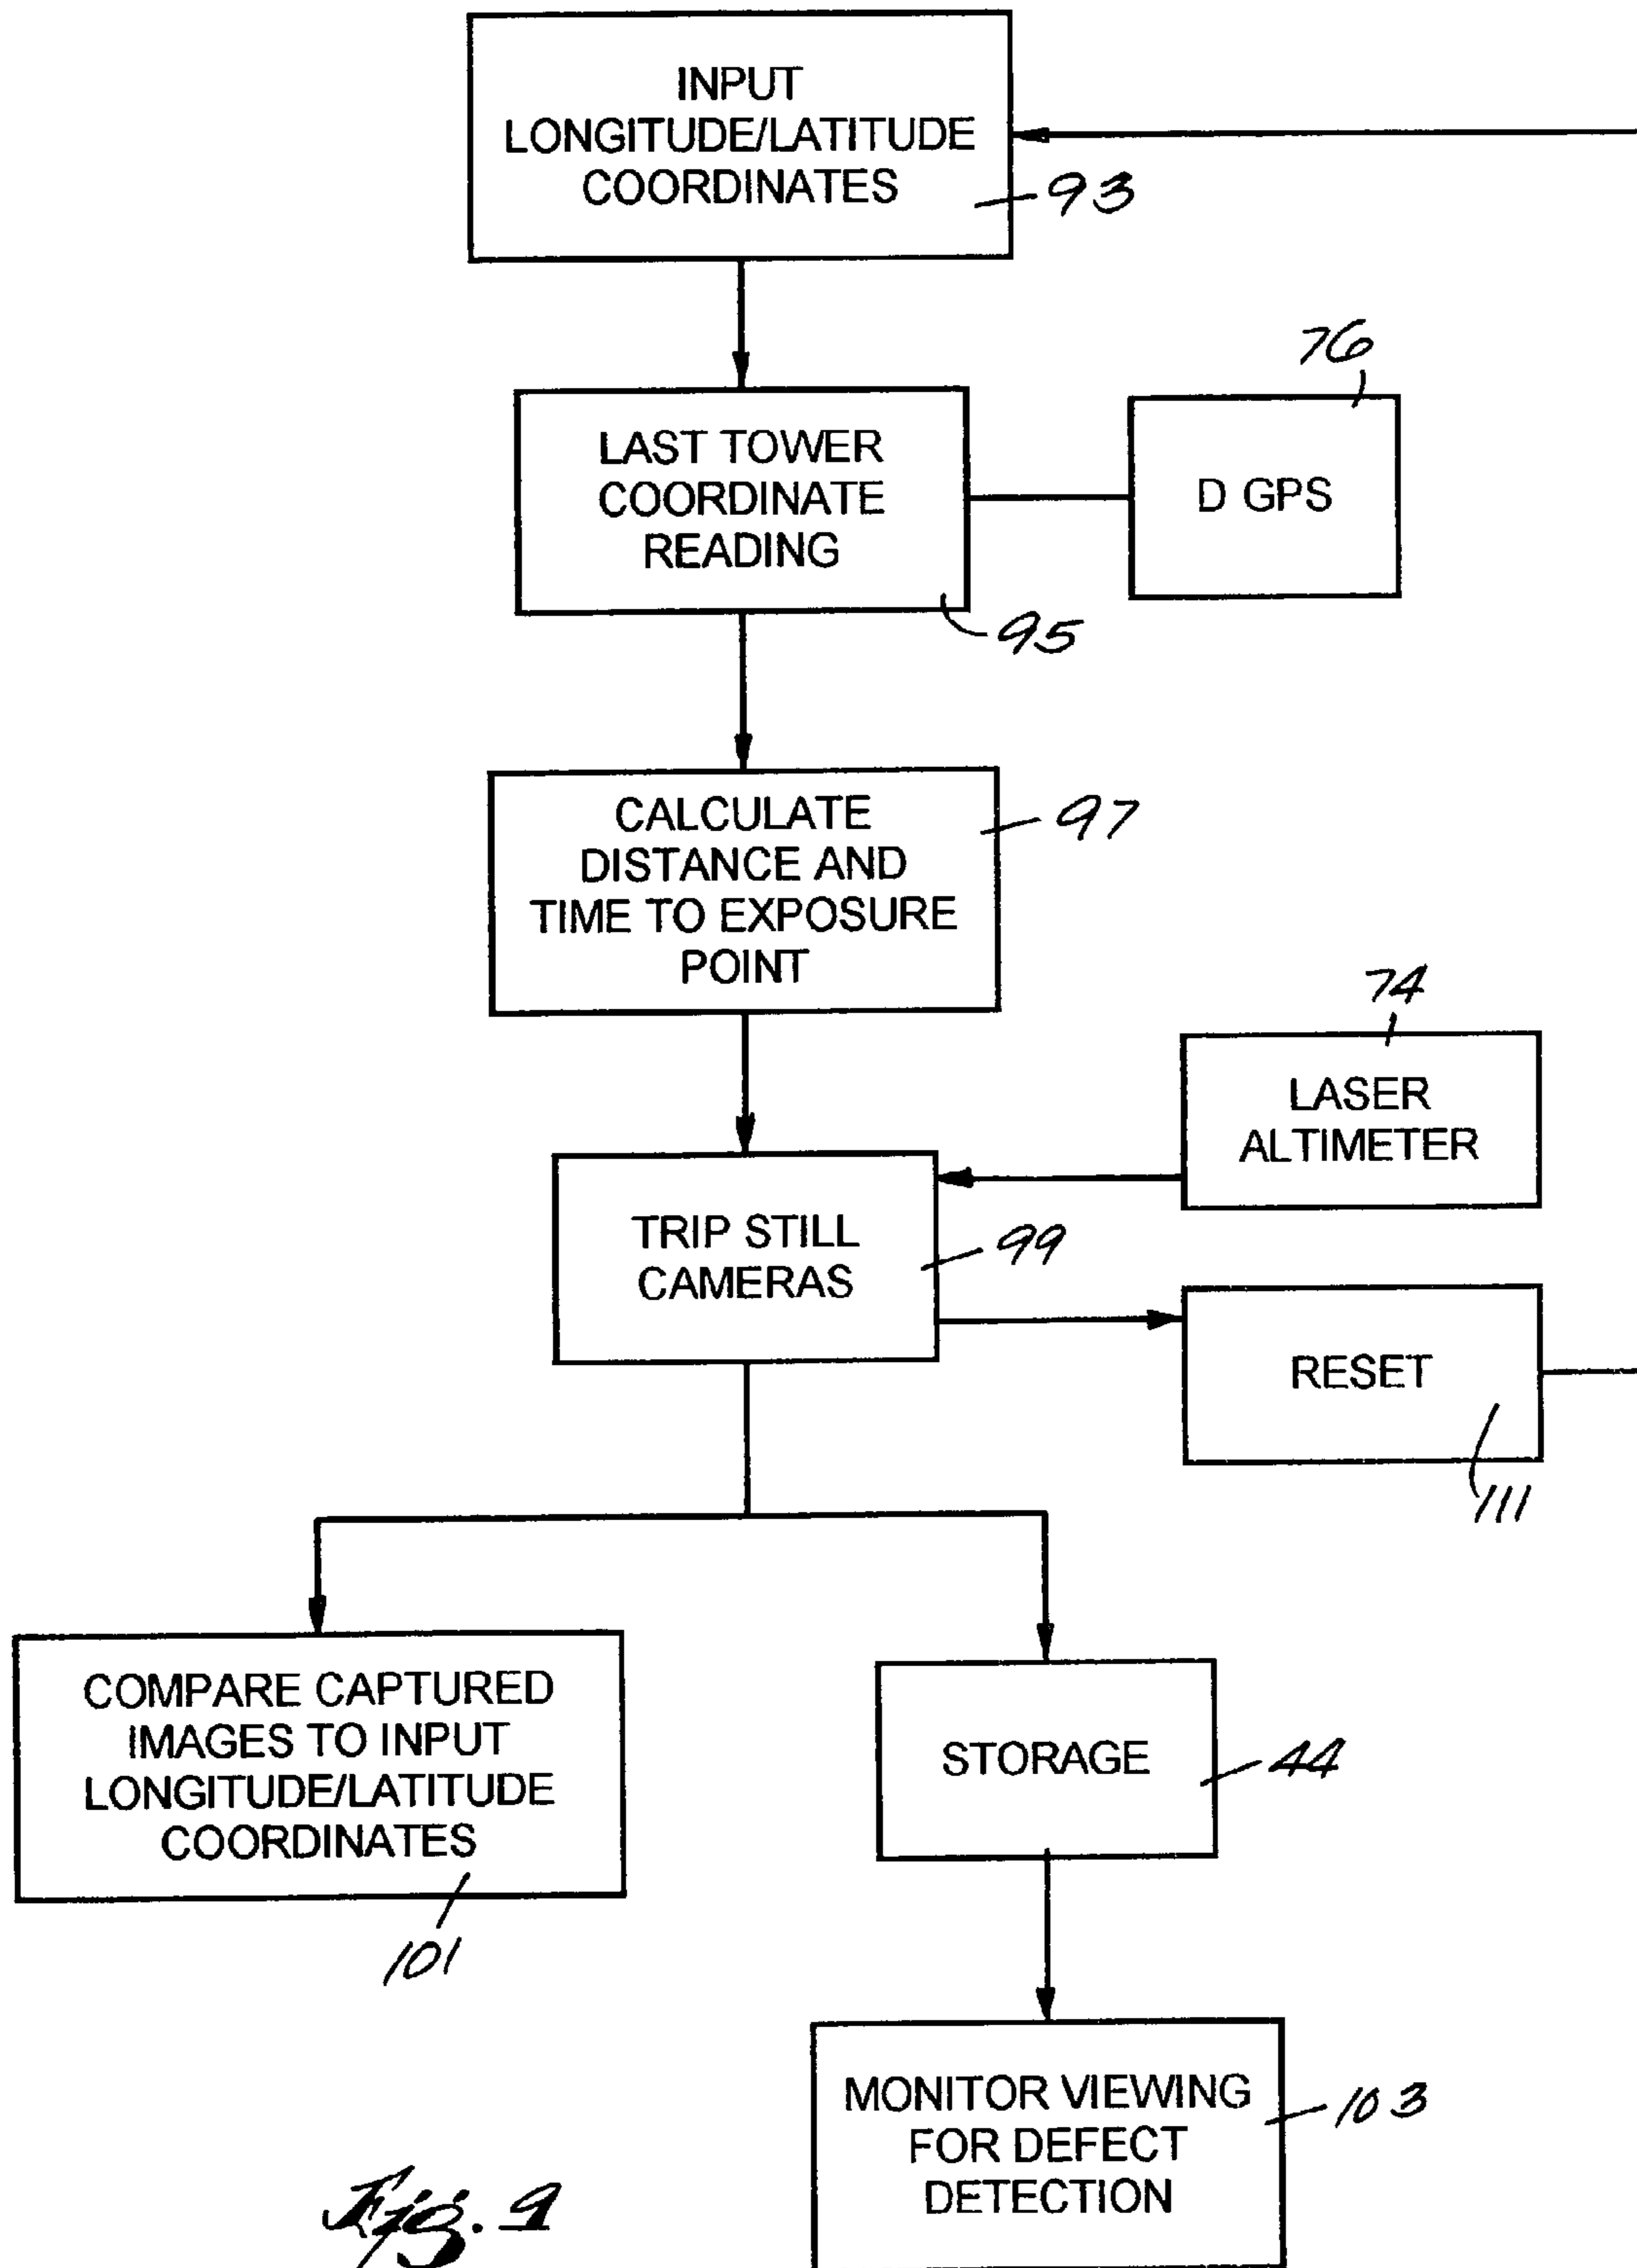 INPUT
LONGITUDE/LATITUDE
COORDINATES
93
LAST TOWER
COORDINATE
READING
95
76
D GPS
CALCULATE
DISTANCE AND
TIME TO EXPOSURE
POINT
97
74
LASER
ALTIMETER
TRIP STILL
CAMERAS
99
RESET
111
COMPARE CAPTURED
IMAGES TO INPUT
LONGITUDE/LATITUDE
COORDINATES
101
STORAGE
44
MONITOR VIEWING
FOR DEFECT
DETECTION
103
Fig. 9